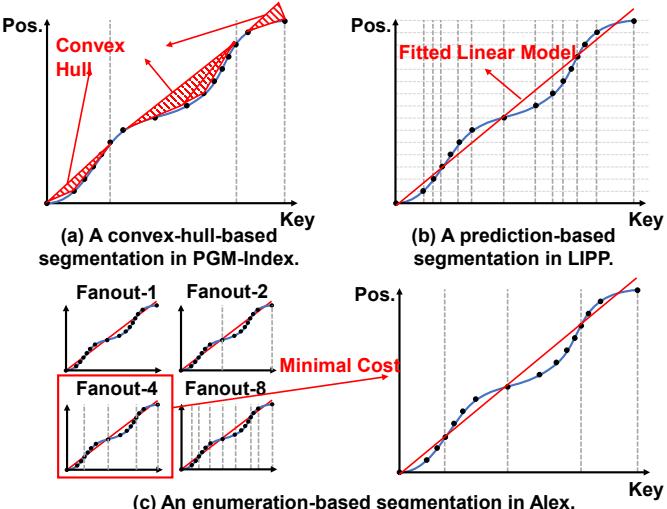 Pos.
Convex
Hull
Key
(a) A convex-hull-based
segmentation in PGM-Index.
Pos.
Fitted Linear Model
Key
(b) A prediction-based
segmentation in LIPP.
Fanout-1
Fanout-2
Fanout-4
Fanout-8
Minimal Cost
Pos.
Key
(c) An enumeration-based segmentation in Alex.